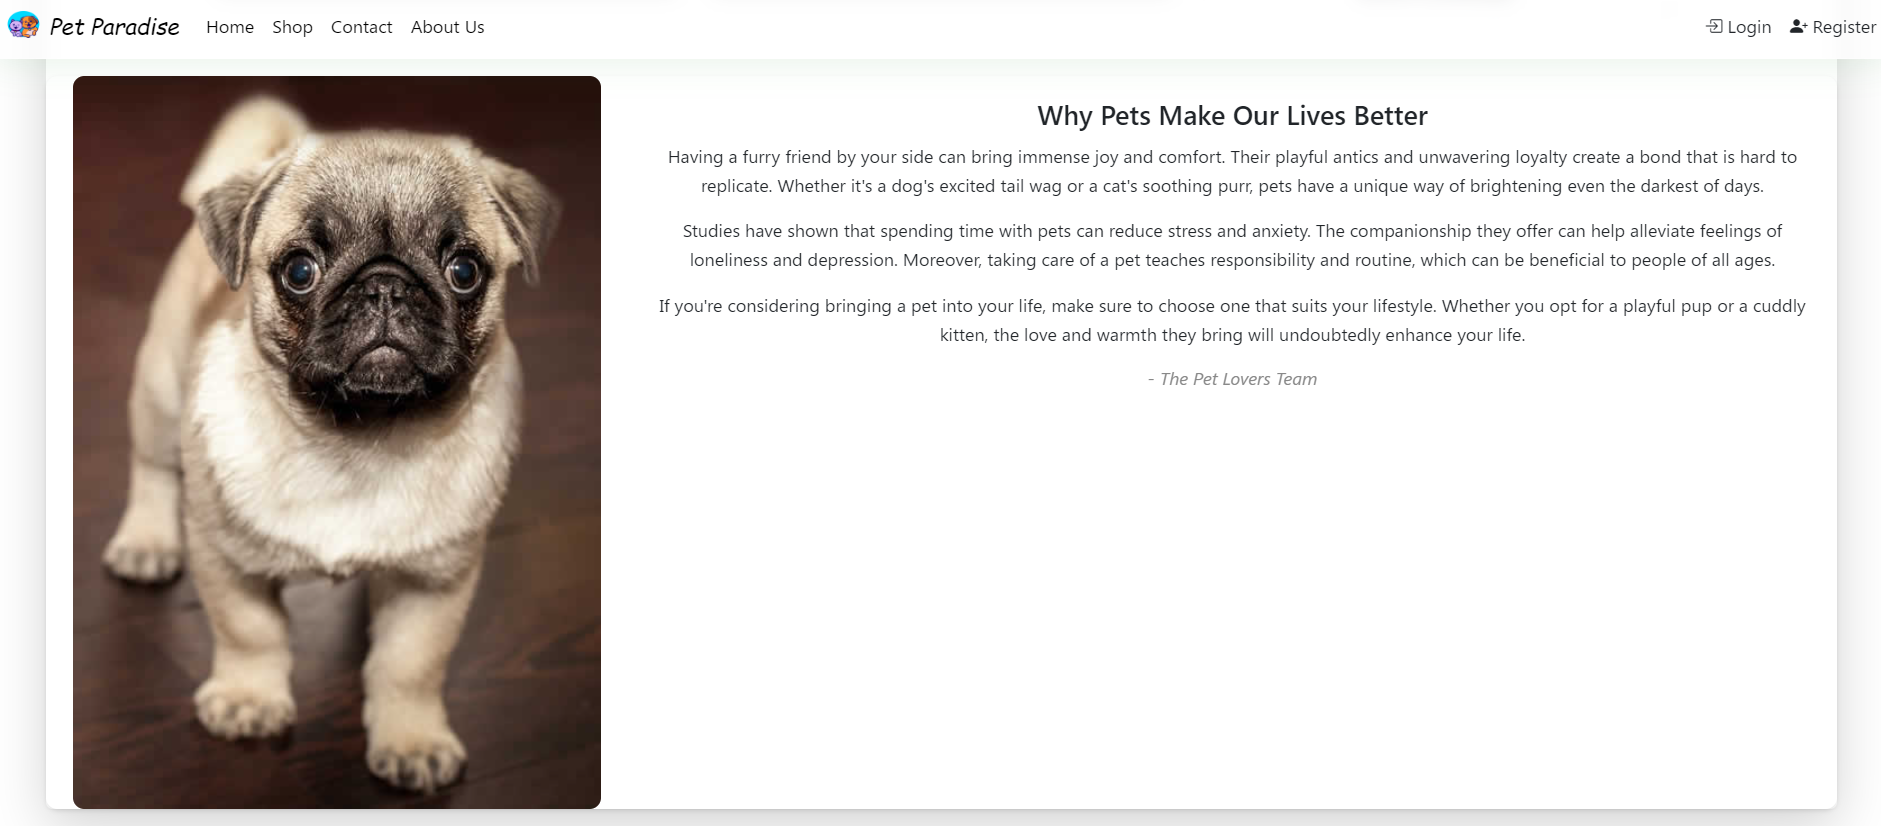 Pet Paradise Home Shop Contact About Us Login Register
Why Pets Make Our Lives Better
Having a furry friend by your side can bring immense joy and comfort. Their playful antics and unwavering loyalty create a bond that is hard to
replicate. Whether it's a dog's excited tail wag or a cat's soothing purr, pets have a unique way of brightening even the darkest of days.
Studies have shown that spending time with pets can reduce stress and anxiety. The companionship they offer can help alleviate feelings of
loneliness and depression. Moreover, taking care of a pet teaches responsibility and routine, which can be beneficial to people of all ages.
If you're considering bringing a pet into your life, make sure to choose one that suits your lifestyle. Whether you opt for a playful pup or a cuddly
kitten, the love and warmth they bring will undoubtedly enhance your life.
- The Pet Lovers Team